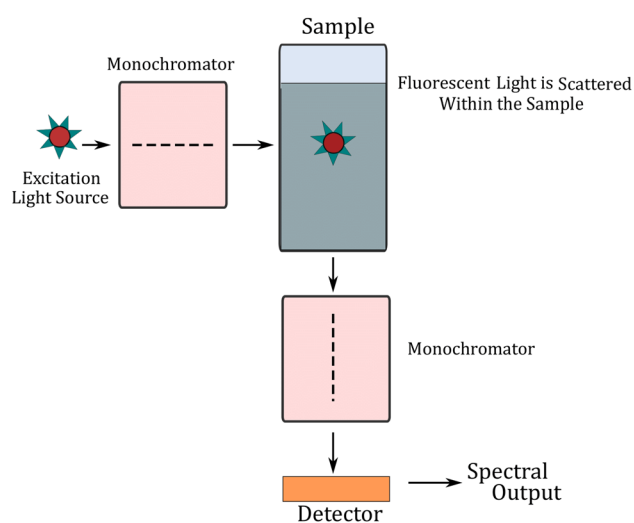 Sample
Monochromator
Fluorescent Light is Scattered
Within the Sample
Excitation
Light Source
Monochromator
Spectral
Output
Detector